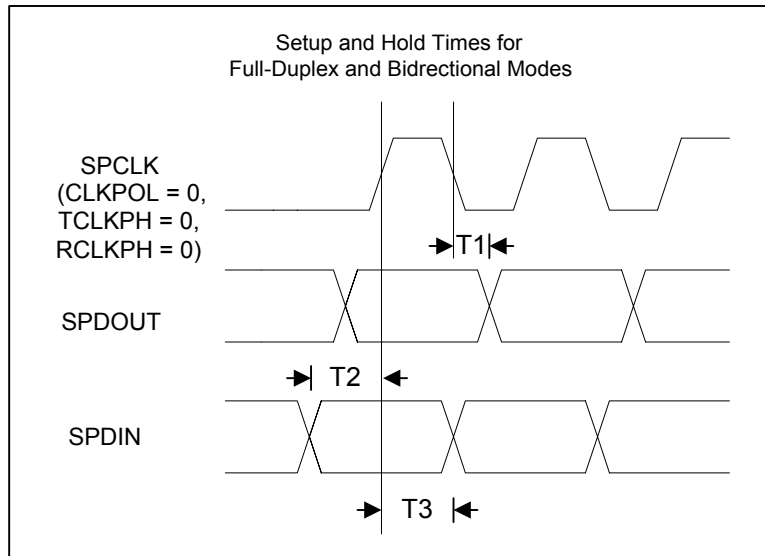 Setup and Hold Times for
Full-Duplex and Bidrectional Modes
SPCLK
(CLKPOL = 0,
TCLKPH = 0,
RCLKPH = 0)
T1
SPDOUT
T2
SPDIN
T3